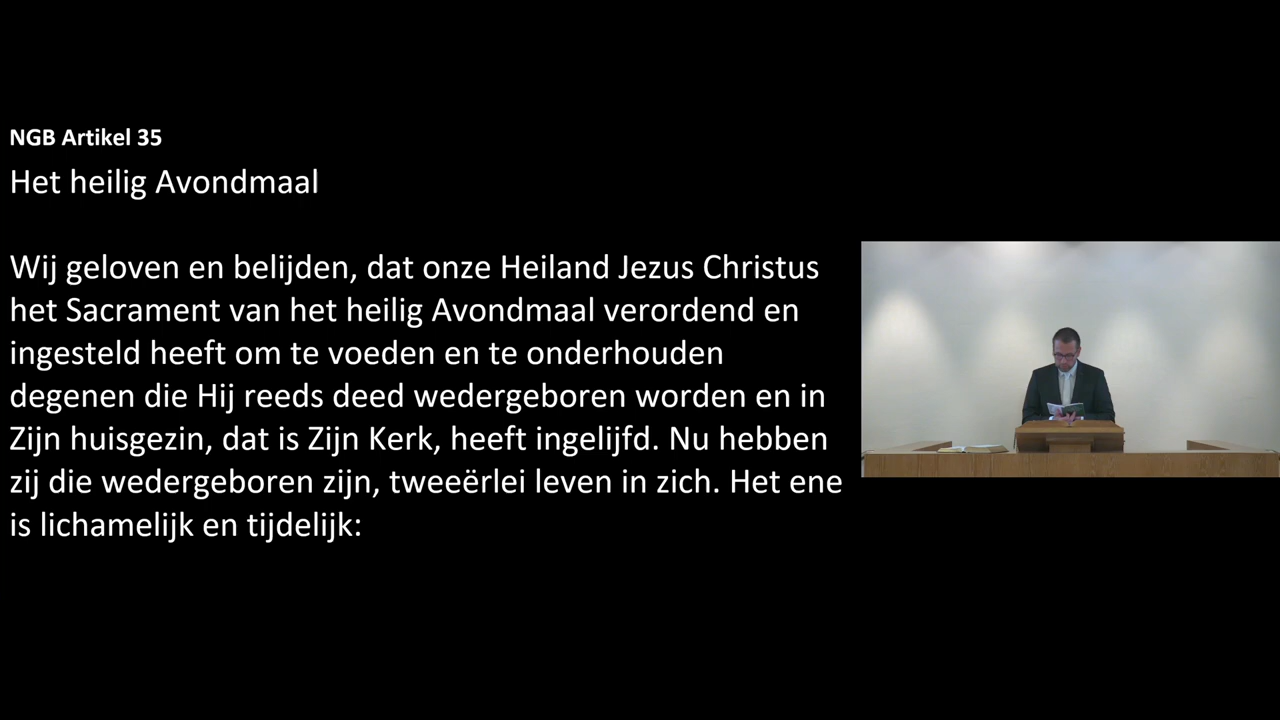 NGB Artikel 35
Het heilig Avondmaal
Wij geloven en belijden, dat onze Heiland Jezus Christus
het Sacrament van het heilig Avondmaal verordend en
ingesteld heeft om te voeden en te onderhouden
degenen die Hij reeds deed wedergeboren worden en in
Zijn huisgezin, dat is Zijn Kerk, heeft ingelijfd. Nu hebben
zij die wedergeboren zijn, tweeërlei leven in zich. Het ene
is lichamelijk en tijdelijk: